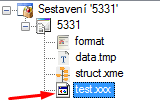 Sestavení '5331'
5331
format
data.tmp
struct.xme
test.xxx